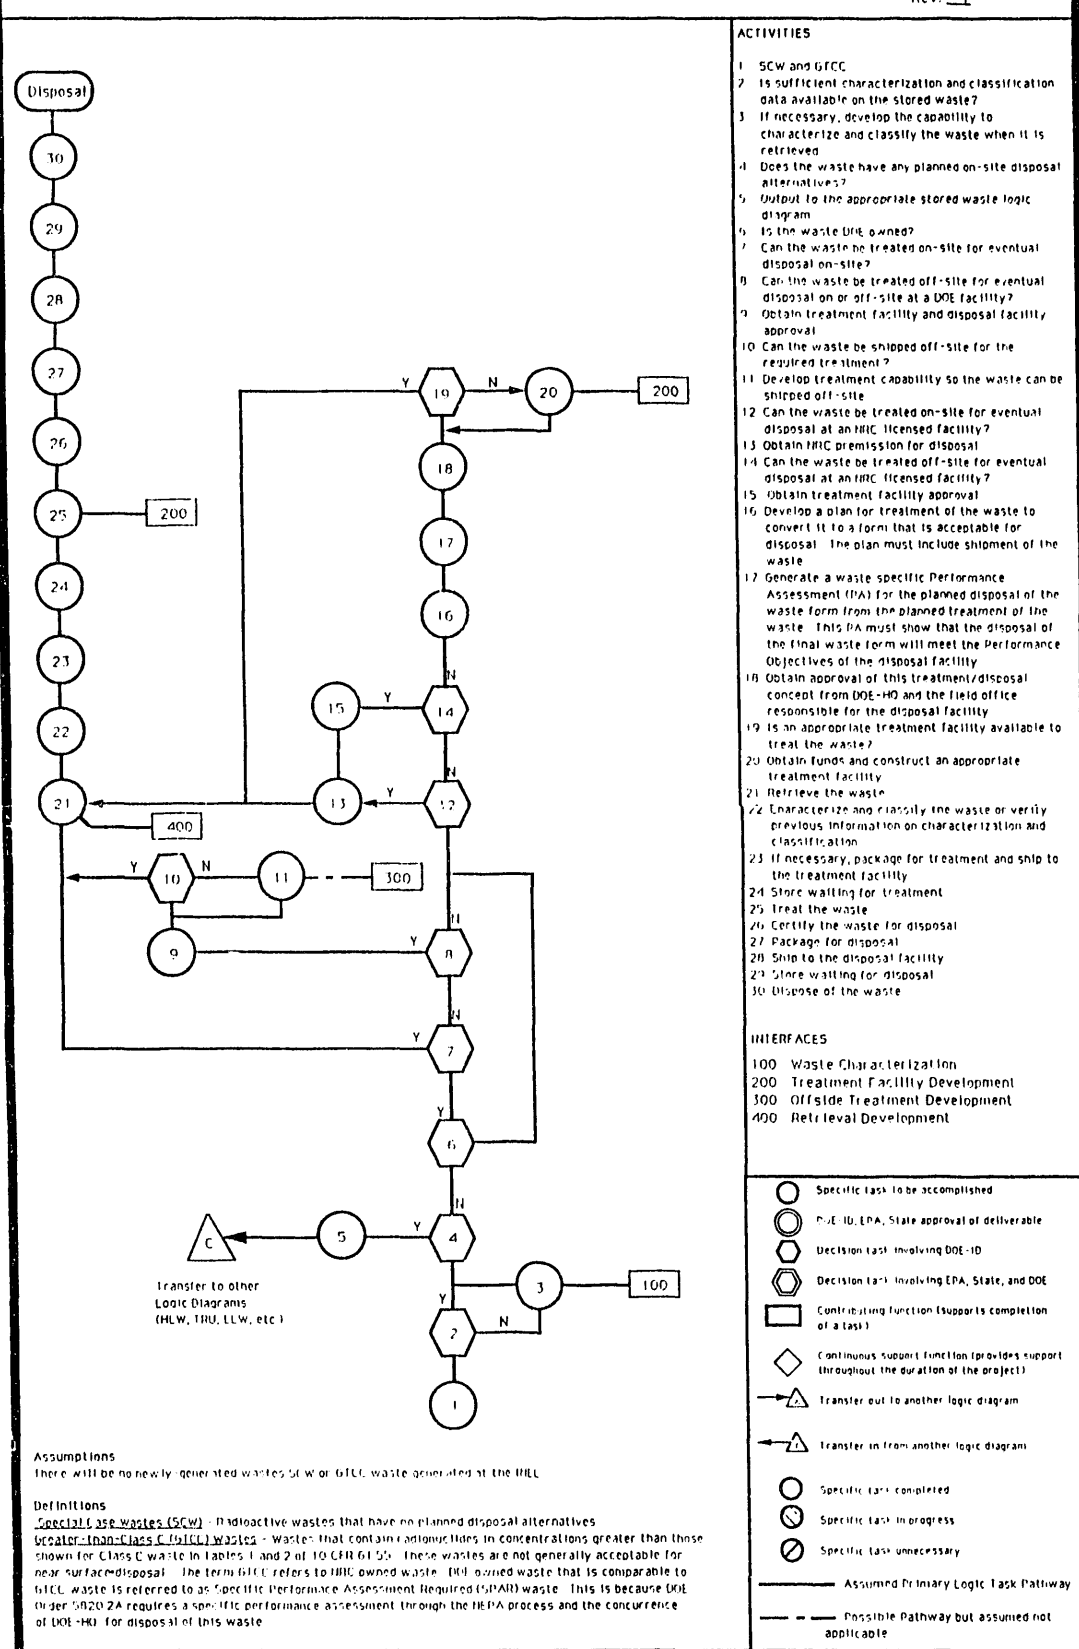 Disposal
30
29
28
27
26
25
200
24
23
22
21
400
Y
19
N
20
200
18
17
16
N
15
Y
14
N
13
Y
12
Y
10
N
11
300
9
Y
N
8
N
Y
7
Y
6
N
C
5
Y
4
Transfer to other
Logic Diagrams
(HLW, TRU, LLW, etc.)
Y
3
100
2
N
1
Assumptions
There will be no newly-generated wastes SCW or GTCC waste generated at the INEL
Definitions
Special Case Wastes (SCW) - Radioactive wastes that have no planned disposal alternatives
Greater-Than-Class C (GTCC) Wastes - Wastes that contain radionuclides in concentrations greater than those
shown for Class C waste in Tables 1 and 2 of 10 CFR 61.55 These wastes are not generally acceptable for
near surface disposal The term GTCC refers to NRC owned waste DOE owned waste that is comparable to
GTCC waste is referred to as Specific Performance Assessment Required (SPAR) waste This is because DOE
Order 5820.2A requires a specific performance assessment through the NEPA process and the concurrence
of DOE-HQ for disposal of this waste
ACTIVITIES
1 SCW and GTCC
2 Is sufficient characterization and classification
data available on the stored waste?
3 If necessary, develop the capability to
characterize and classify the waste when it is
retrieved
4 Does the waste have any planned on-site disposal
alternatives?
5 Output to the appropriate stored waste logic
diagram
6 Is the waste DOE owned?
7 Can the waste be treated on-site for eventual
disposal on-site?
8 Can the waste be treated off-site for eventual
disposal on or off-site at a DOE facility?
9 Obtain treatment facility and disposal facility
approval
10 Can the waste be shipped off-site for the
required treatment?
11 Develop treatment capability so the waste can be
shipped off-site
12 Can the waste be treated on-site for eventual
disposal at an NRC licensed facility?
13 Obtain NRC premission for disposal
14 Can the waste be treated off-site for eventual
disposal at an NRC licensed facility?
15 Obtain treatment facility approval
16 Develop a plan for treatment of the waste to
convert it to a form that is acceptable for
disposal The plan must include shipment of the
waste
17 Generate a waste specific Performance
Assessment (PA) for the planned disposal of the
waste form from the planned treatment of the
waste This PA must show that the disposal of
the final waste form will meet the Performance
Objectives of the disposal facility
18 Obtain approval of this treatment/disposal
concept from DOE-HQ and the field office
responsible for the disposal facility
19 Is an appropriate treatment facility available to
treat the waste?
20 Obtain funds and construct an appropriate
treatment facility
21 Retrieve the waste
22 Characterize and classify the waste or verify
previous information on characterization and
classification
23 If necessary, package for treatment and ship to
the treatment facility
24 Store waiting for treatment
25 Treat the waste
26 Certify the waste for disposal
27 Package for disposal
28 Ship to the disposal facility
29 Store waiting for disposal
30 Dispose of the waste
INTERFACES
100 Waste Characterization
200 Treatment Facility Development
300 Offside Treatment Development
400 Retrieval Development
Specific task to be accomplished
DOE-ID, EPA, State approval of deliverable
Decision task involving DOE-ID
Decision task involving EPA, State, and DOE
Contributing function (supports completion
of a task)
Continuous support function (provides support
throughout the duration of the project)
Transfer out to another logic diagram
Transfer in from another logic diagram
Specific task completed
Specific task in progress
Specific task unnecessary
Assumed Primary Logic Task Pathway
Possible Pathway but assumed not
applicable